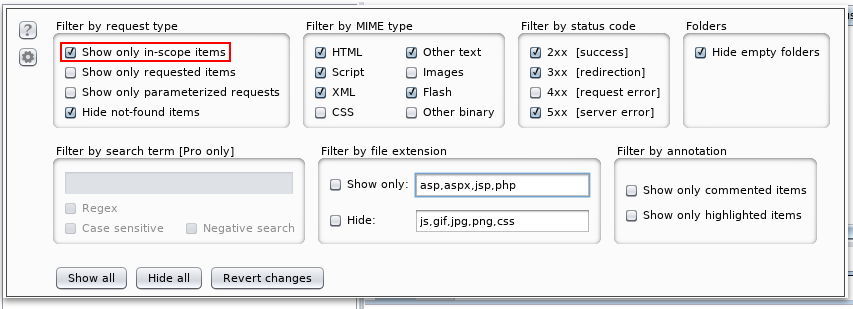 ?
Filter by request type
Show only in-scope items
Show only requested items
Show only parameterized requests
Hide not-found items
Filter by MIME type
HTML
Other text
Script
Images
XML
Flash
CSS
Other binary
Filter by status code
2xx [success]
3xx [redirection]
4xx [request error]
5xx [server error]
Folders
Hide empty folders
Filter by search term [Pro only]
Regex
Case sensitive
Negative search
Filter by file extension
Show only: asp,aspx,jsp,php
Hide: js,gif,jpg,png,css
Filter by annotation
Show only commented items
Show only highlighted items
Show all
Hide all
Revert changes